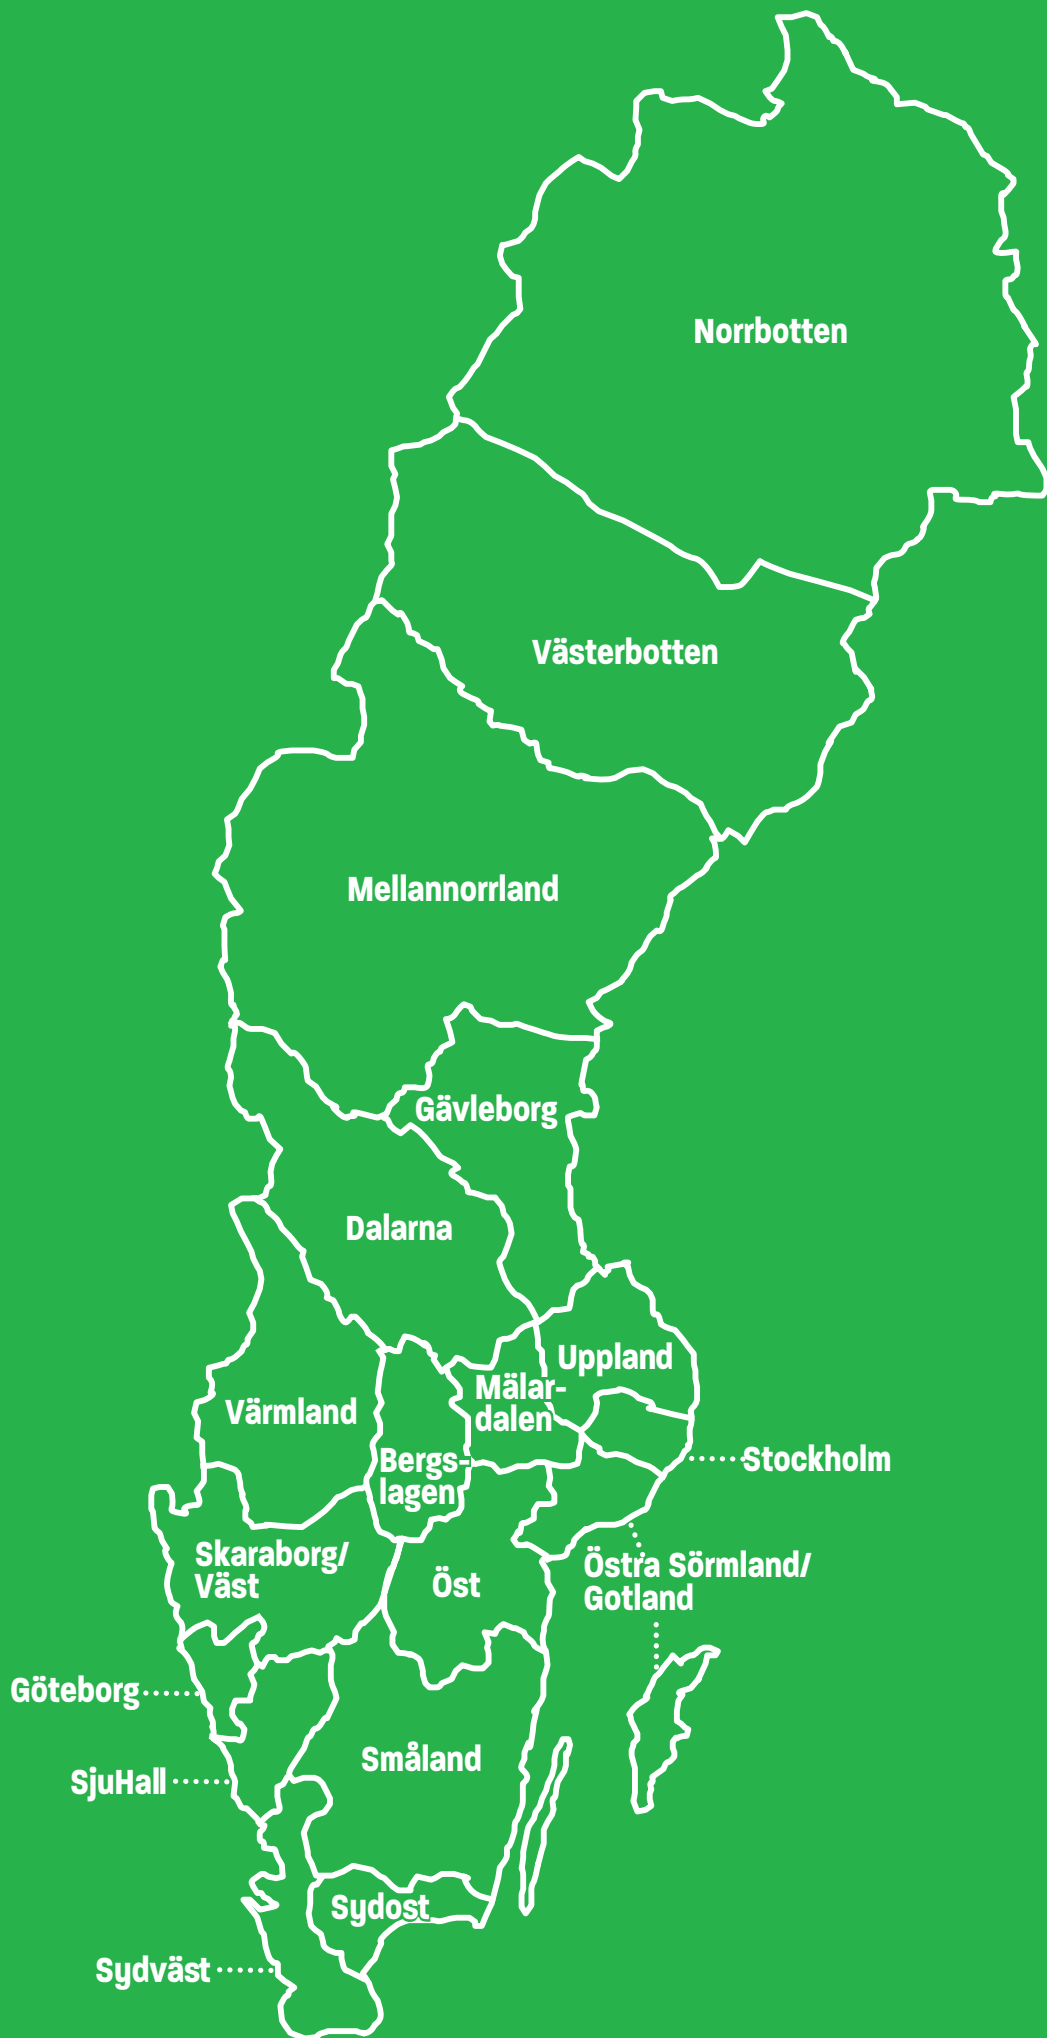 Norrbotten
Västerbotten
Mellannorrland
Gävleborg
Dalarna
Uppland
Mälar-
dalen
Värmland
Bergs-
lagen
Stockholm
Skaraborg/
Väst
Öst
Östra Sörmland/
Gotland
Göteborg
Småland
SjuHall
Sydost
Sydväst